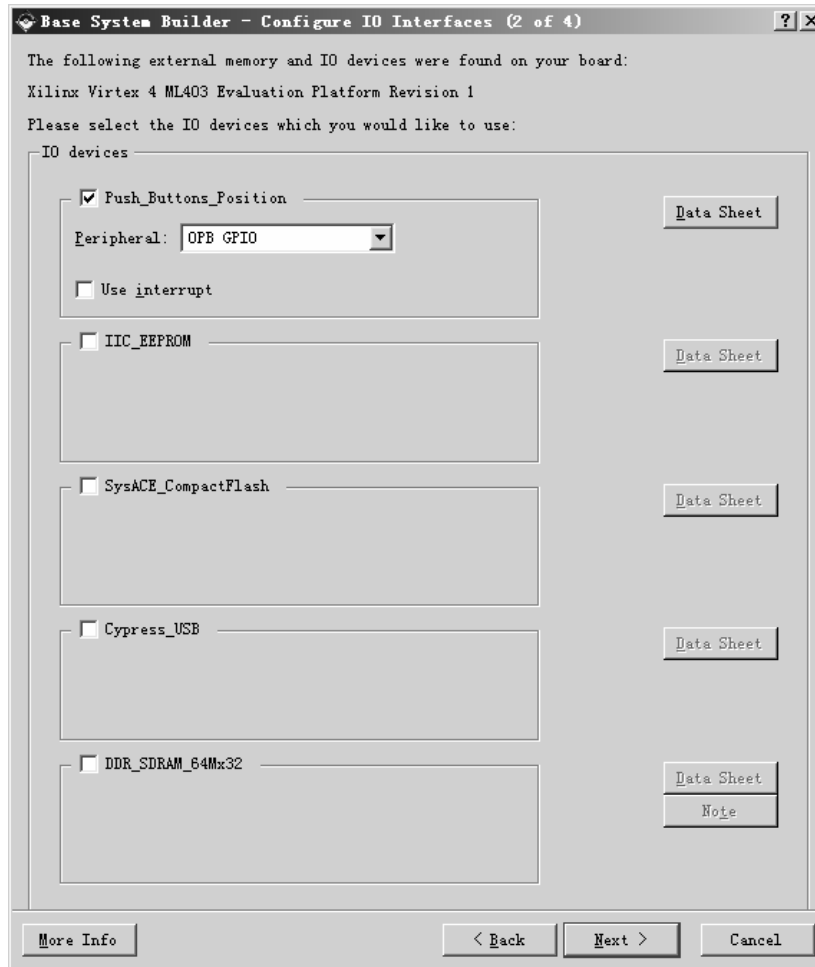 Base System Builder - Configure IO Interfaces (2 of 4)
The following external memory and IO devices were found on your board:
Xilinx Virtex 4 ML403 Evaluation Platform Revision 1
Please select the IO devices which you would like to use:
IO devices
Push_Buttons_Position
Data Sheet
Peripheral: OPB GPIO
Use interrupt
IIC_EEPROM
Data Sheet
SysACE_CompactFlash
Data Sheet
Cypress_USB
Data Sheet
DDR_SDRAM_64Mx32
Data Sheet
Note
More Info < Back Next > Cancel